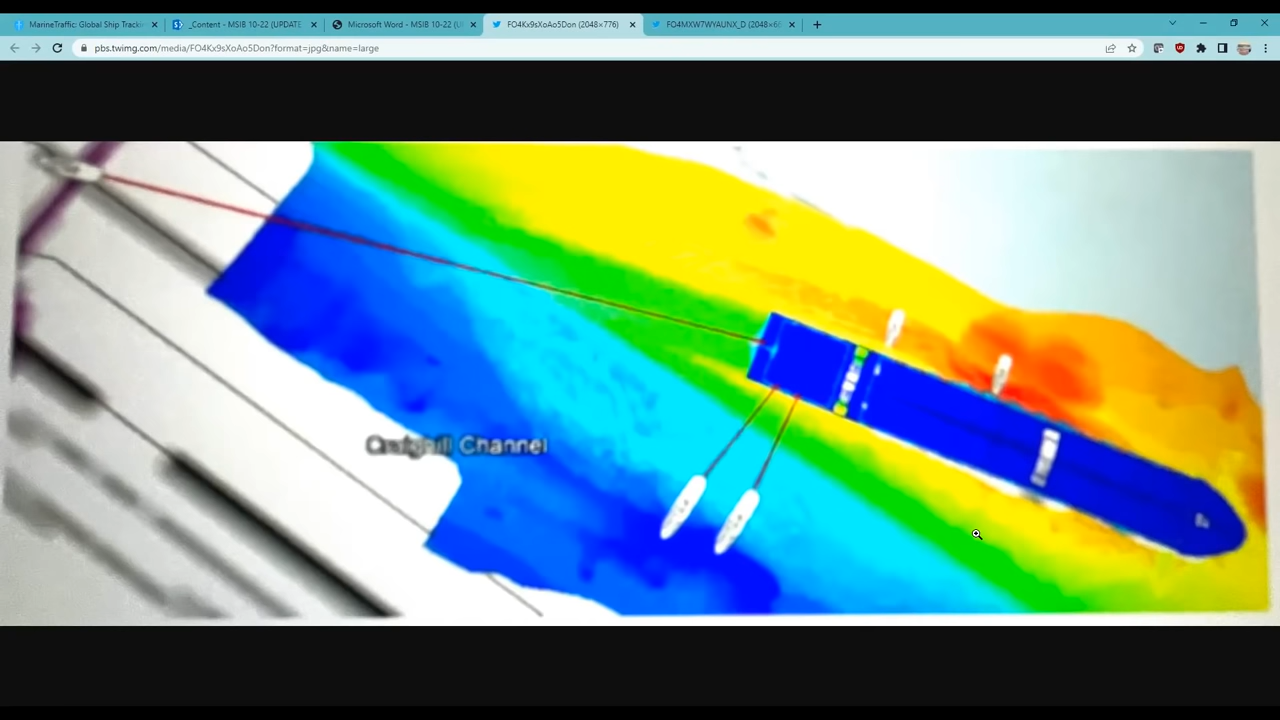 MarineTraffic: Global Ship Trackin
_Content - MSIB 10-22 (UPDATE
Microsoft Word - MSIB 10-22 (U
FO4Kx9sXoAo5Don (2048×776)
FO4MXW7WYAUNX_D (2048×6
pbs.twimg.com/media/FO4Kx9sXoAo5Don?format=jpg&name=large
Craighill Channel